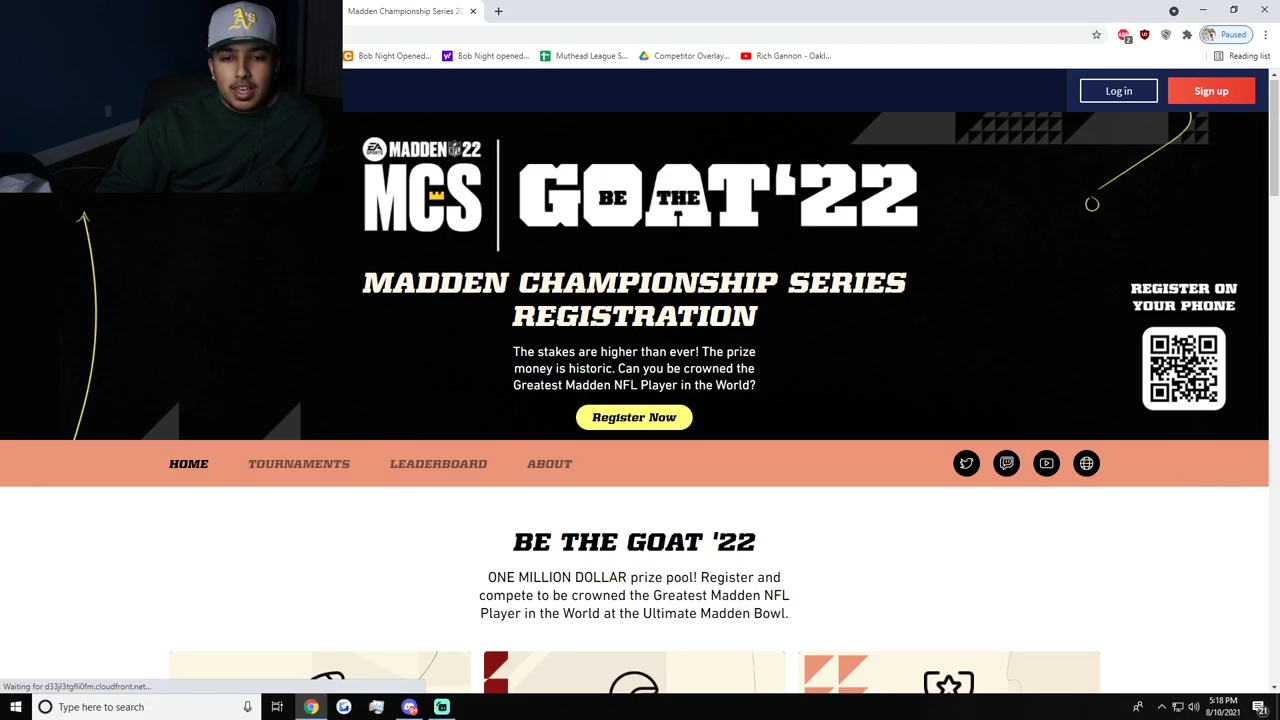 A's
Madden Championship Series 20
Paused
Bob Night Opened...
Bob Night opened...
Muthead League S...
Competitor Overlay...
Rich Gannon - Oakl...
Reading list
Log in
Sign up
EA SPORTS MADDEN NFL 22
MCS
GOAT '22
BE THE
MADDEN CHAMPIONSHIP SERIES
REGISTRATION
The stakes are higher than ever! The prize
money is historic. Can you be crowned the
Greatest Madden NFL Player in the World?
Register Now
REGISTER ON
YOUR PHONE
HOME
TOURNAMENTS
LEADERBOARD
ABOUT
BE THE GOAT '22
ONE MILLION DOLLAR prize pool! Register and
compete to be crowned the Greatest Madden NFL
Player in the World at the Ultimate Madden Bowl.
Waiting for d33jl3tgfli0fm.cloudfront.net...
Type here to search
5:18 PM
8/10/2021
21